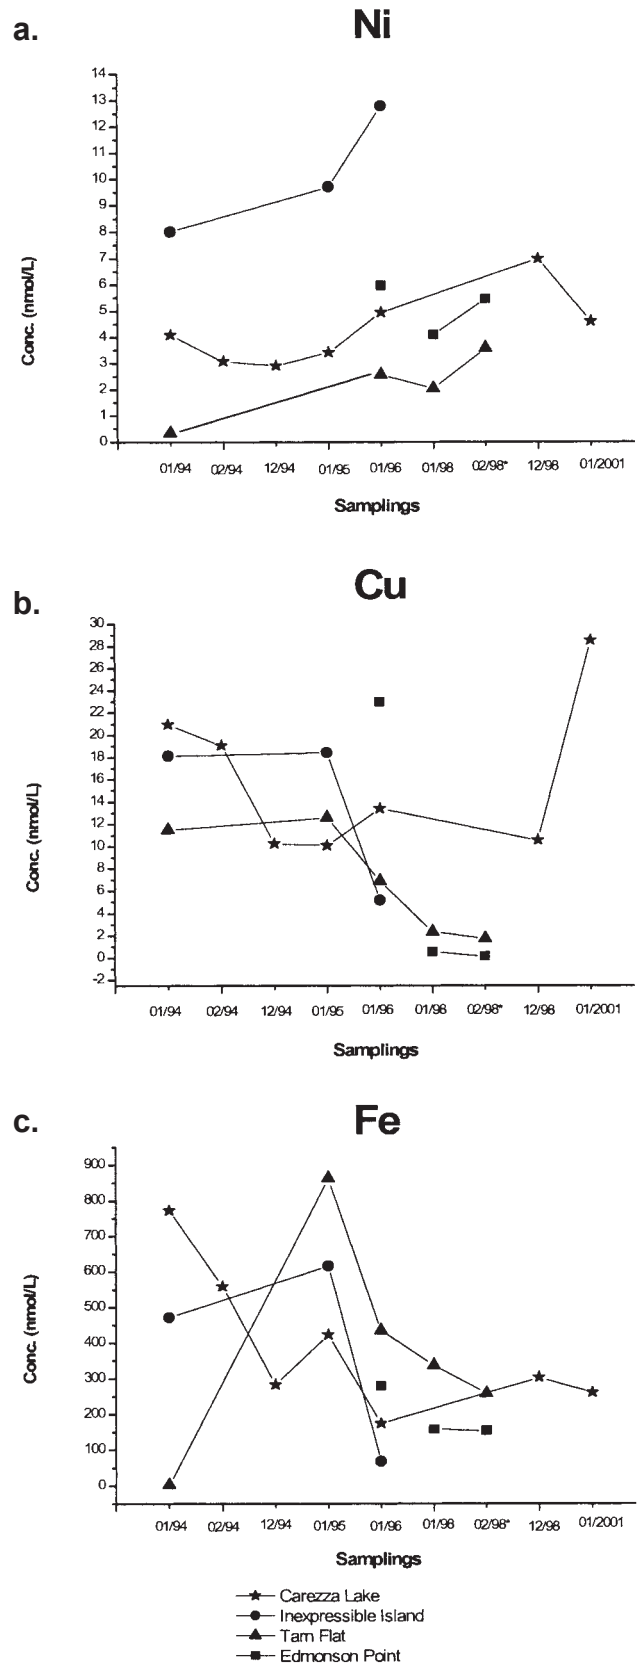 a.
Ni
14
13
12
11
10
9
8
7
6
5
4
3
2
1
0
Conc. (nmol/L)
01/94 02/94 12/94 01/95 01/96 01/98 02/98* 12/98 01/2001
Samplings
b.
Cu
30
28
26
24
22
20
18
16
14
12
10
8
6
4
2
0
-2
Conc. (nmol/L)
01/94 02/94 12/94 01/95 01/96 01/98 02/98* 12/98 01/2001
Samplings
c.
Fe
900
800
700
600
500
400
300
200
100
0
Conc. (nmol/L)
01/94 02/94 12/94 01/95 01/96 01/98 02/98* 12/98 01/2001
Samplings
Carezza Lake
Inexpressible Island
Tarn Flat
Edmonson Point